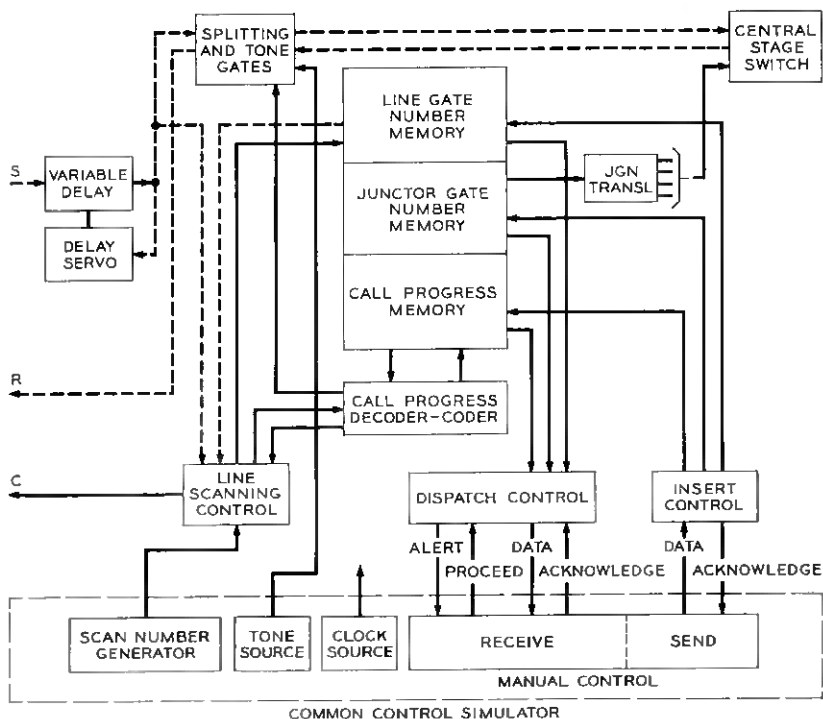 SPLITTING
AND TONE
GATES
CENTRAL
STAGE
SWITCH
LINE GATE
NUMBER
MEMORY
S
VARIABLE
DELAY
JGN
TRANSL
JUNCTOR GATE
NUMBER
MEMORY
DELAY
SERVO
CALL PROGRESS
MEMORY
R
CALL PROGRESS
DECODER-CODER
C
LINE
SCANNING
CONTROL
DISPATCH CONTROL
INSERT
CONTROL
ALERT
DATA
DATA
PROCEED
ACKNOWLEDGE
ACKNOWLEDGE
SCAN NUMBER
GENERATOR
TONE
SOURCE
CLOCK
SOURCE
RECEIVE
SEND
MANUAL CONTROL
COMMON CONTROL SIMULATOR